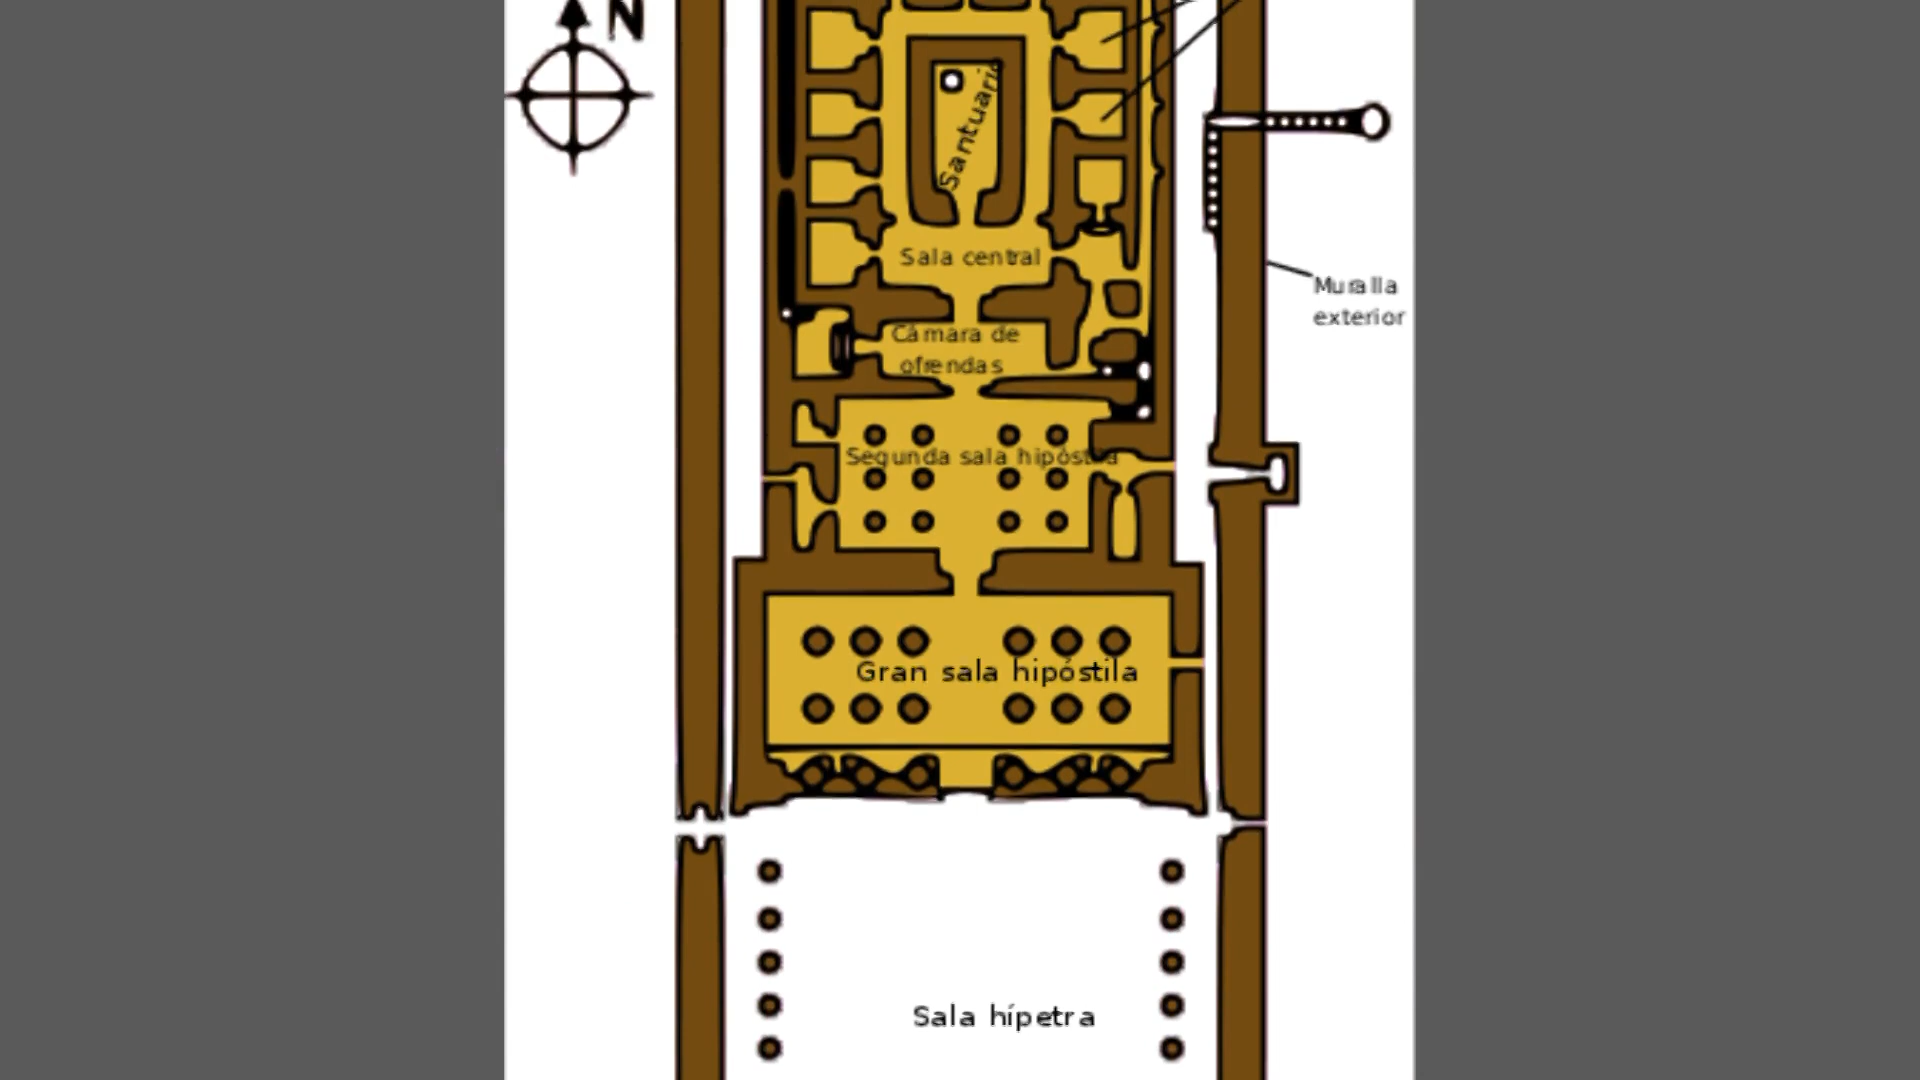 N
Santuario
Sala central
Muralla
exterior
Cámara de
ofrendas
Segunda sala hipóstila
Gran sala hipóstila
Sala hípetra